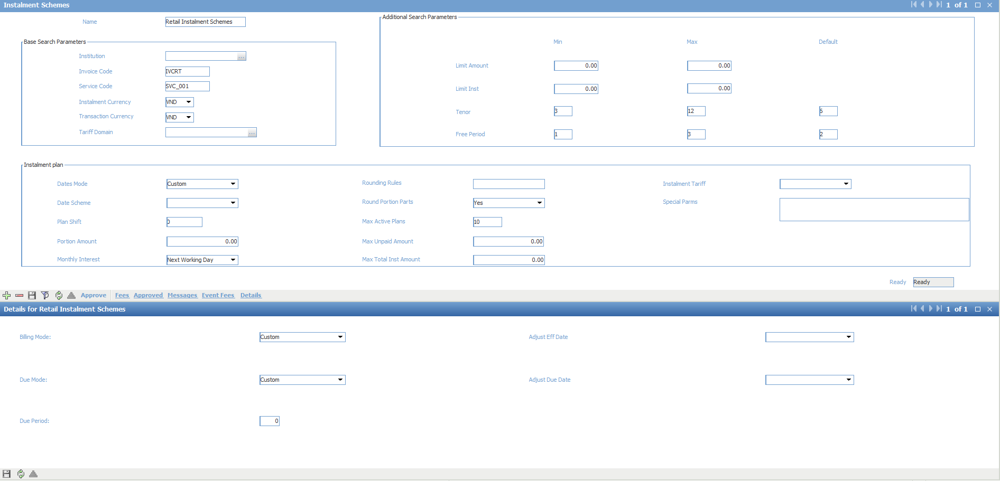 Instalment Schemes
1 of 1
Name
Retail Instalment Schemes
Base Search Parameters
Institution
...
Invoice Code
IVCRT
Service Code
SVC_001
Instalment Currency
VND
Transaction Currency
VND
Tariff Domain
...
Additional Search Parameters
Min Max Default
Limit Amount 0.00 0.00
Limit Inst 0.00 0.00
Tenor 3 12 6
Free Period 1 3 2
Instalment plan
Dates Mode Custom
Date Scheme
Plan Shift 0
Portion Amount 0.00
Monthly Interest Next Working Day
Rounding Rules
Round Portion Parts Yes
Max Active Plans 10
Max Unpaid Amount 0.00
Max Total Inst Amount 0.00
Instalment Tariff
Special Parms
Ready Ready
Approve Fees Approved Messages Event Fees Details
Details for Retail Instalment Schemes
1 of 1
Billing Mode: Custom
Adjust Eff Date
Due Mode: Custom
Adjust Due Date
Due Period: 0